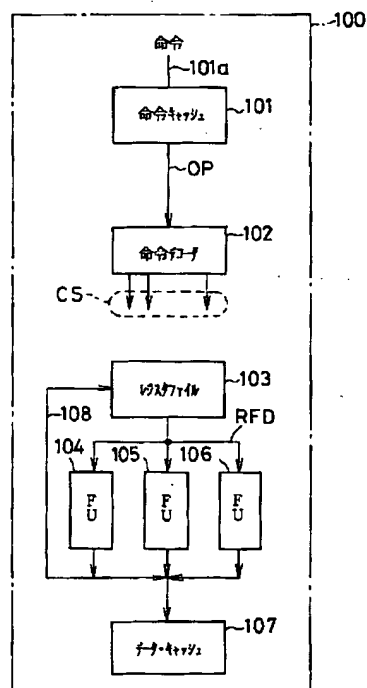 100
命令
101a
命令キャッシュ
101
OP
命令デコーダ
102
CS
レジスタファイル
103
108
RFD
104
105
106
FU
FU
FU
データ・キャッシュ
107